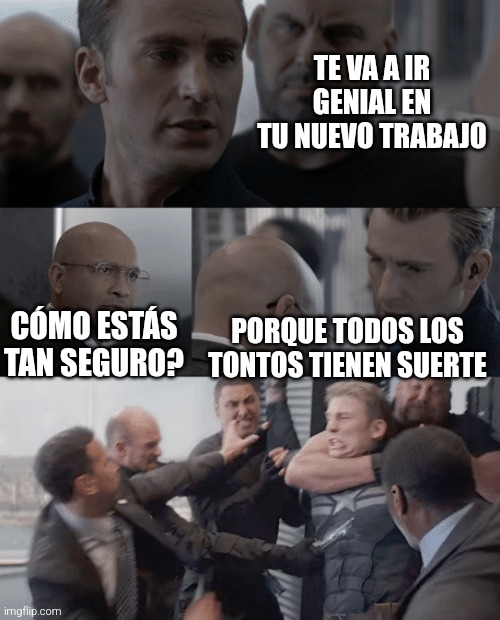 TE VA A IR
GENIAL EN
TU NUEVO TRABAJO
CÓMO ESTÁS
TAN SEGURO?
PORQUE TODOS LOS
TONTOS TIENEN SUERTE
imgflip.com